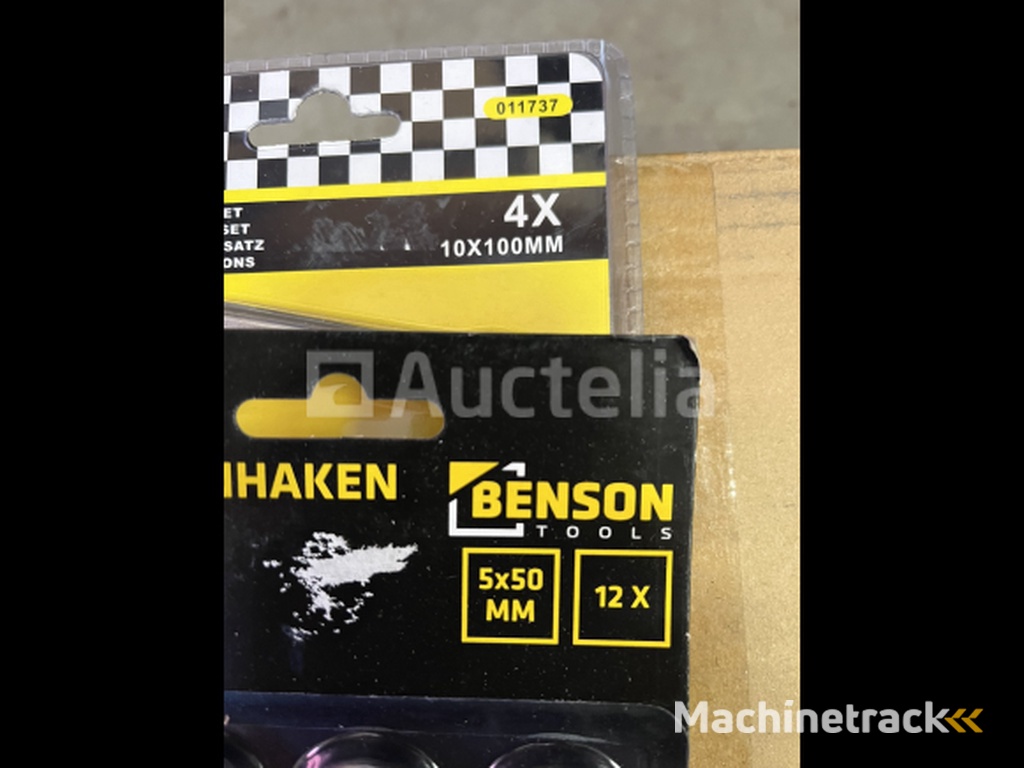 011737
4X
10X100MM
ET
SET
SATZ
ONS
Auctelia
HAKEN
BENSON
TOOLS
5x50
MM
12 X
Machinetrack